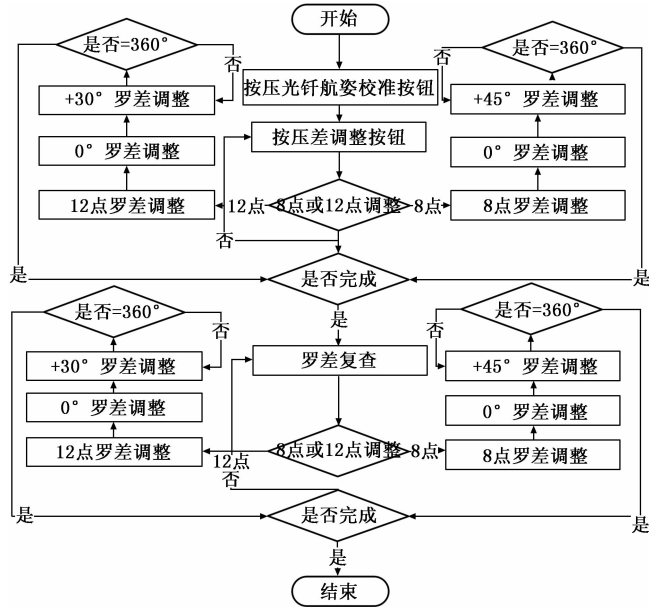 开始
是否=360°
是否=360°
否
否
按压光钎航姿校准按钮
+30° 罗差调整
+45° 罗差调整
按压差调整按钮
0° 罗差调整
0° 罗差调整
12点罗差调整
12点
8点或12点调整
8点
8点罗差调整
否
是
是否完成
是
是否=360°
是
是否=360°
否
否
+30° 罗差调整
罗差复查
+45° 罗差调整
0° 罗差调整
0° 罗差调整
12点罗差调整
12点
8点或12点调整
8点
8点罗差调整
否
是
是否完成
是
是
结束